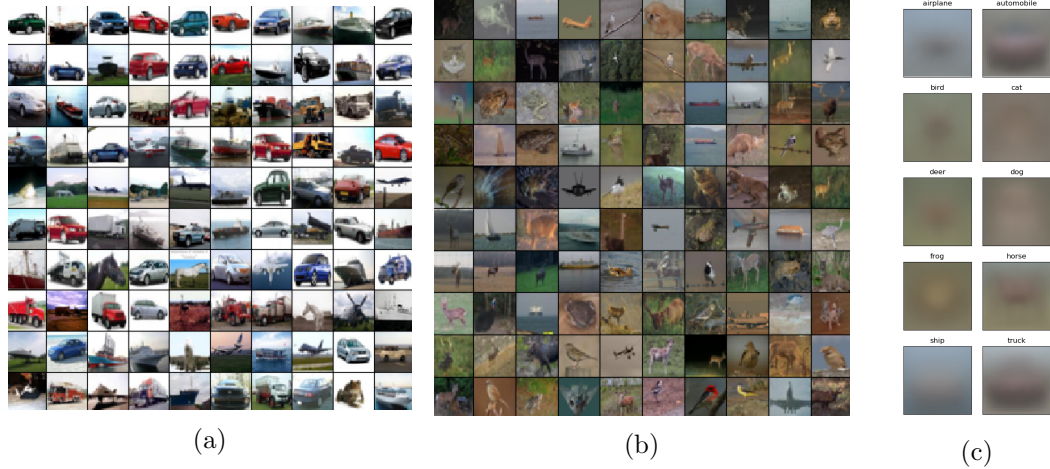 airplane automobile
bird cat
deer dog
frog horse
ship truck
(a) (b) (c)